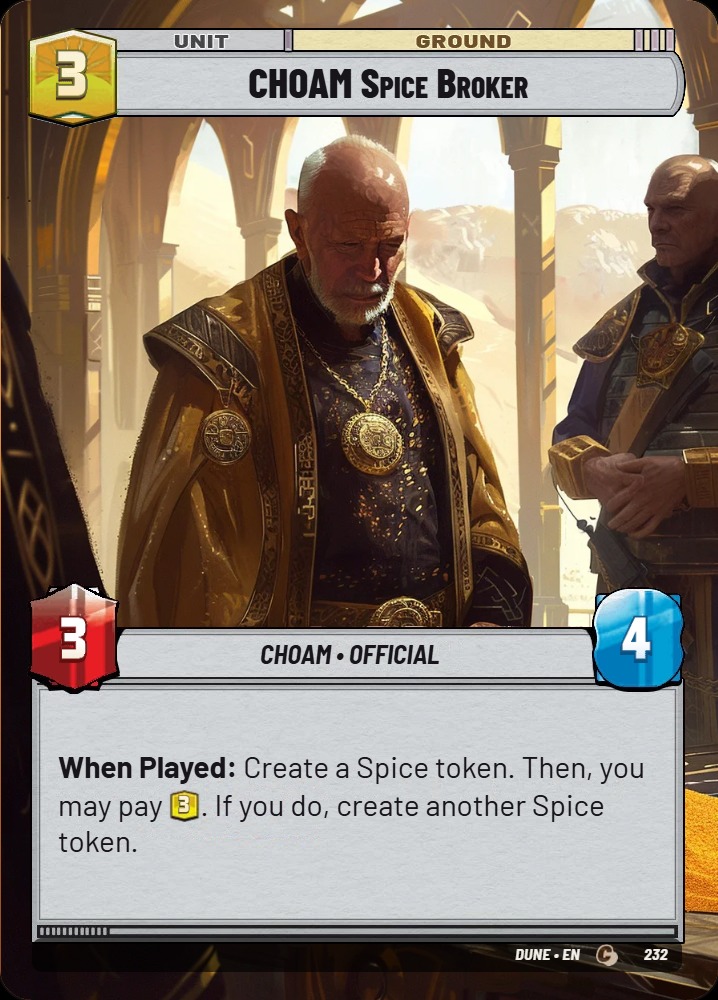 UNIT
GROUND
3
CHOAM Spice Broker
3
CHOAM • OFFICIAL
4
When Played: Create a Spice token. Then, you
may pay 3. If you do, create another Spice
token.
DUNE • EN C 232